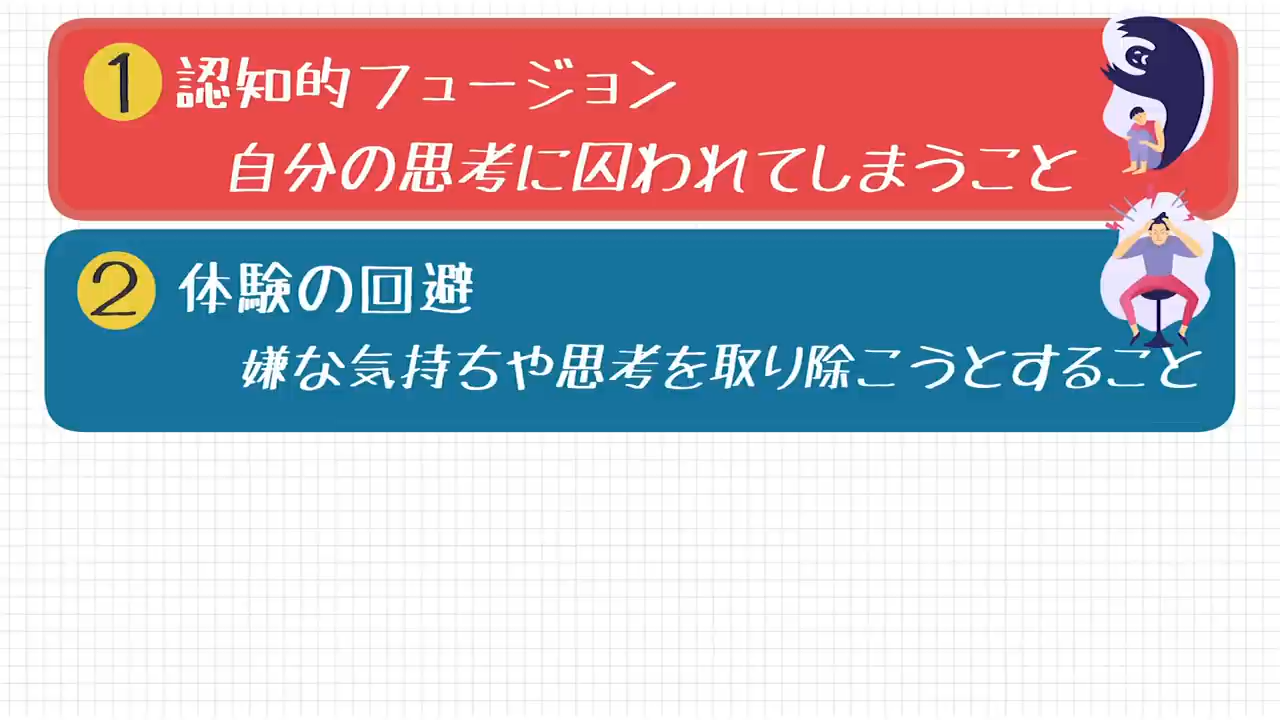 1 認知的フュージョン
自分の思考に囚われてしまうこと
2 体験の回避
嫌な気持ちや思考を取り除こうとすること